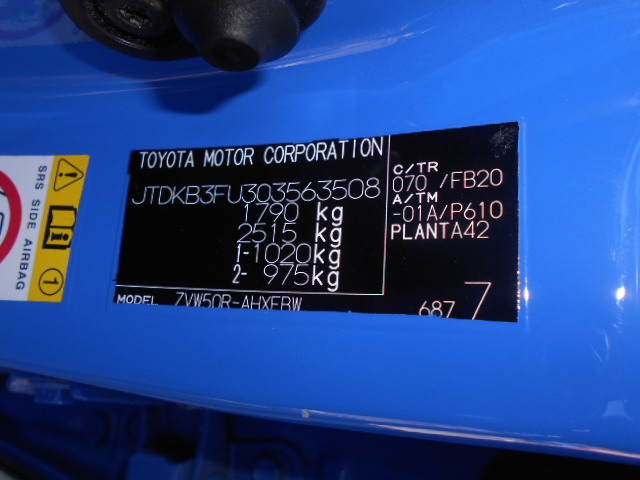 TOYOTA MOTOR CORPORATION
JTDKB3FU303563508
1790 kg
2515 kg
1-1020kg
2- 975kg
MODEL ZVW50R-AHXEBW
C/TR
070 /FB20
A/TM
-01A/P610
PLANTA42
687 7
SRS SIDE AIRBAG
1